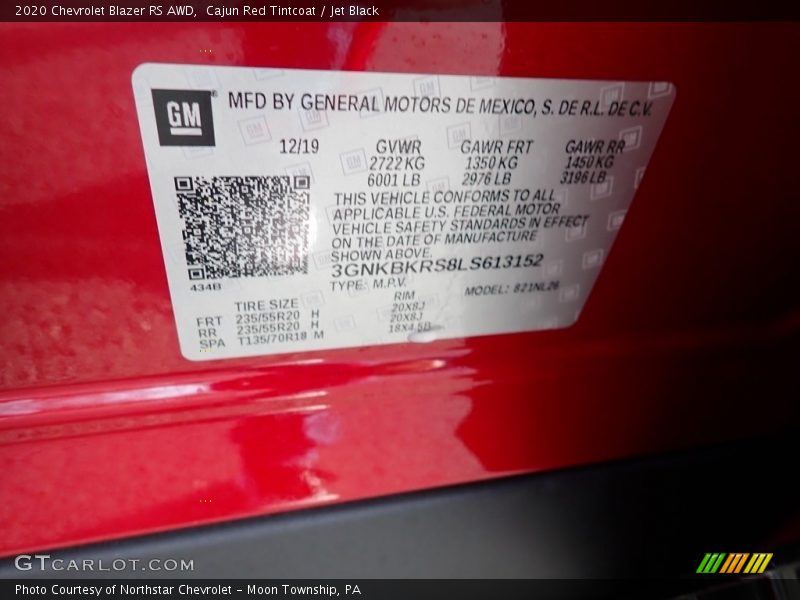 2020 Chevrolet Blazer RS AWD, Cajun Red Tintcoat / Jet Black
GM
MFD BY GENERAL MOTORS DE MEXICO, S. DE R.L. DE C.V.
12/19 GVWR GAWR FRT GAWR RR
2722 KG 1350 KG 1450 KG
6001 LB 2976 LB 3196 LB
THIS VEHICLE CONFORMS TO ALL
APPLICABLE U.S. FEDERAL MOTOR
VEHICLE SAFETY STANDARDS IN EFFECT
ON THE DATE OF MANUFACTURE
SHOWN ABOVE.
3GNKBKRS8LS613152
434B
TYPE: M.P.V. MODEL: 821NL26
TIRE SIZE RIM
FRT 235/55R20 H 20X8J
RR 235/55R20 H 20X8J
SPA T135/70R18 M 18X4.5B
GTCARLOT.COM
Photo Courtesy of Northstar Chevrolet - Moon Township, PA